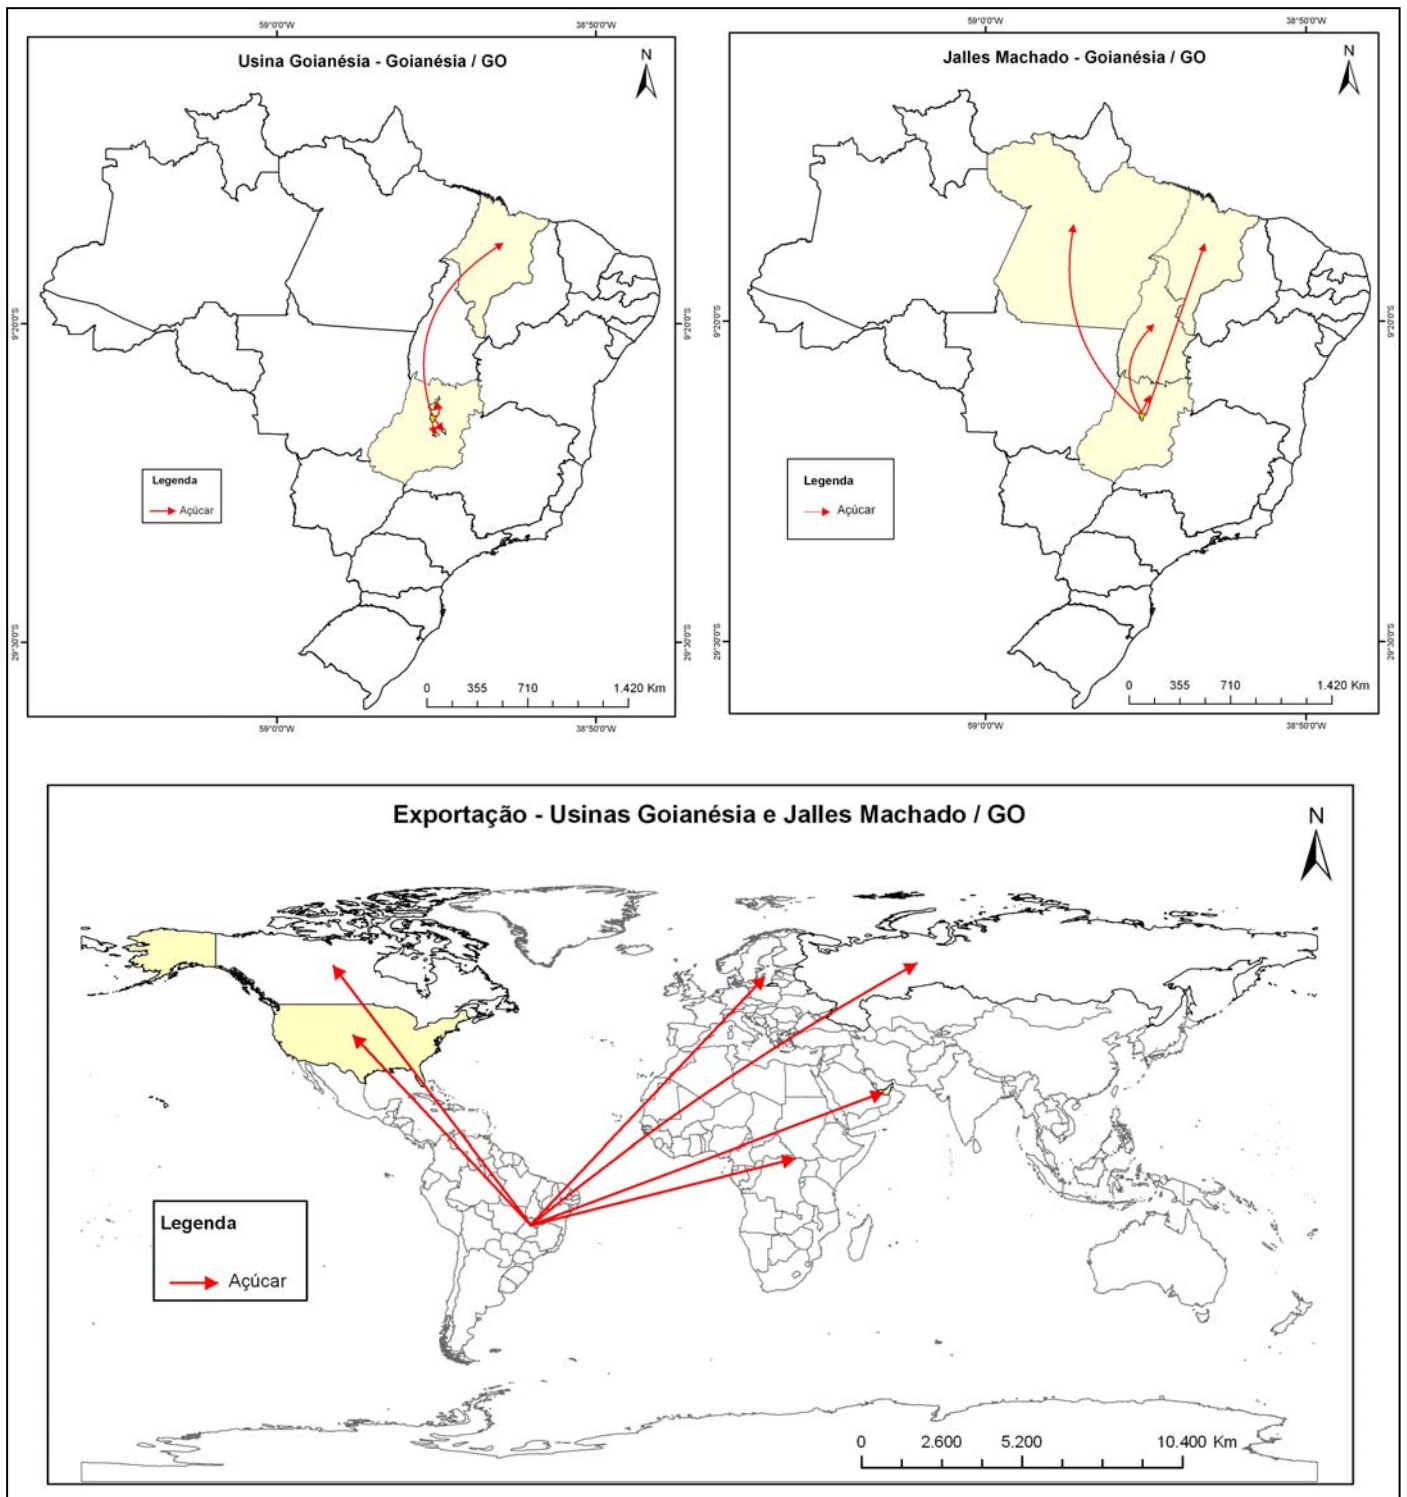 59°0'0"W
38°50'0"W
Usina Goianésia - Goianésia / GO
N
9°20'0"S
9°20'0"S
Legenda
Açúcar
29°30'0"S
29°30'0"S
0 355 710 1.420 Km
59°0'0"W
38°50'0"W
59°0'0"W
38°50'0"W
Jalles Machado - Goianésia / GO
N
9°20'0"S
9°20'0"S
Legenda
Açúcar
29°30'0"S
29°30'0"S
0 355 710 1.420 Km
59°0'0"W
38°50'0"W
Exportação - Usinas Goianésia e Jalles Machado / GO
N
Legenda
Açúcar
0 2.600 5.200 10.400 Km